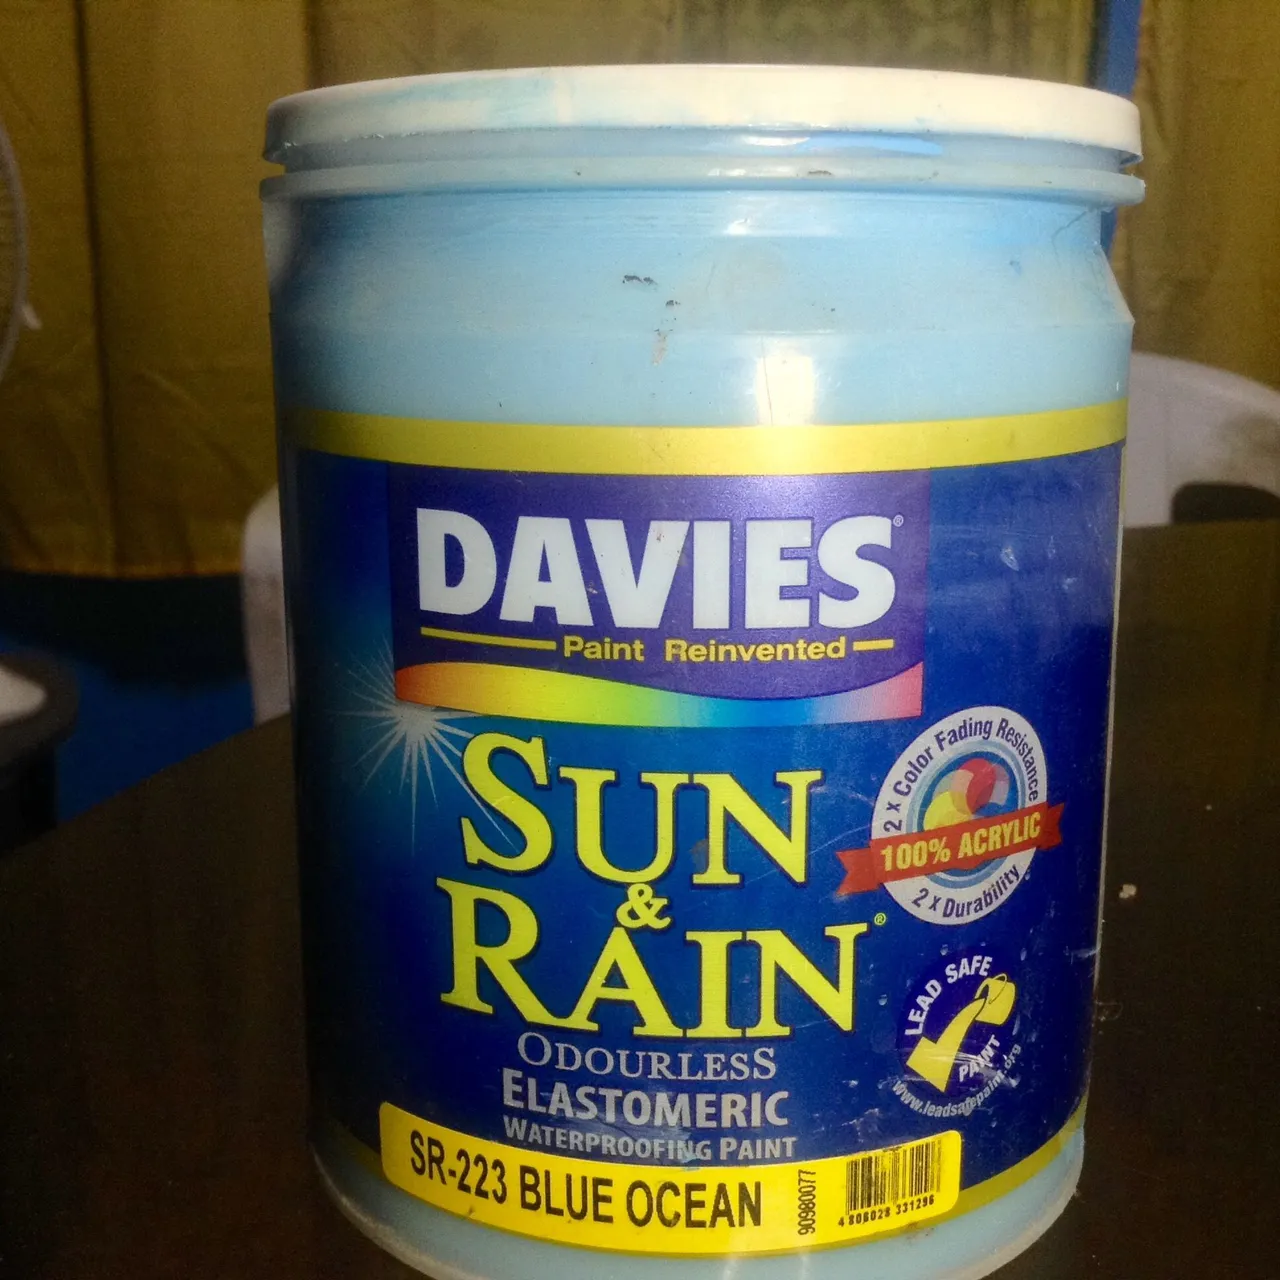 DAVIES®
Paint Reinvented
SUN
&
RAIN®
ODOURLESS
ELASTOMERIC
WATERPROOFING PAINT
2 x Color Fading Resistance
100% ACRYLIC
2 x Durability
LEAD SAFE
PAINT
www.leadsafepaint.org
SR-223 BLUE OCEAN
90980077
4 806028 331296